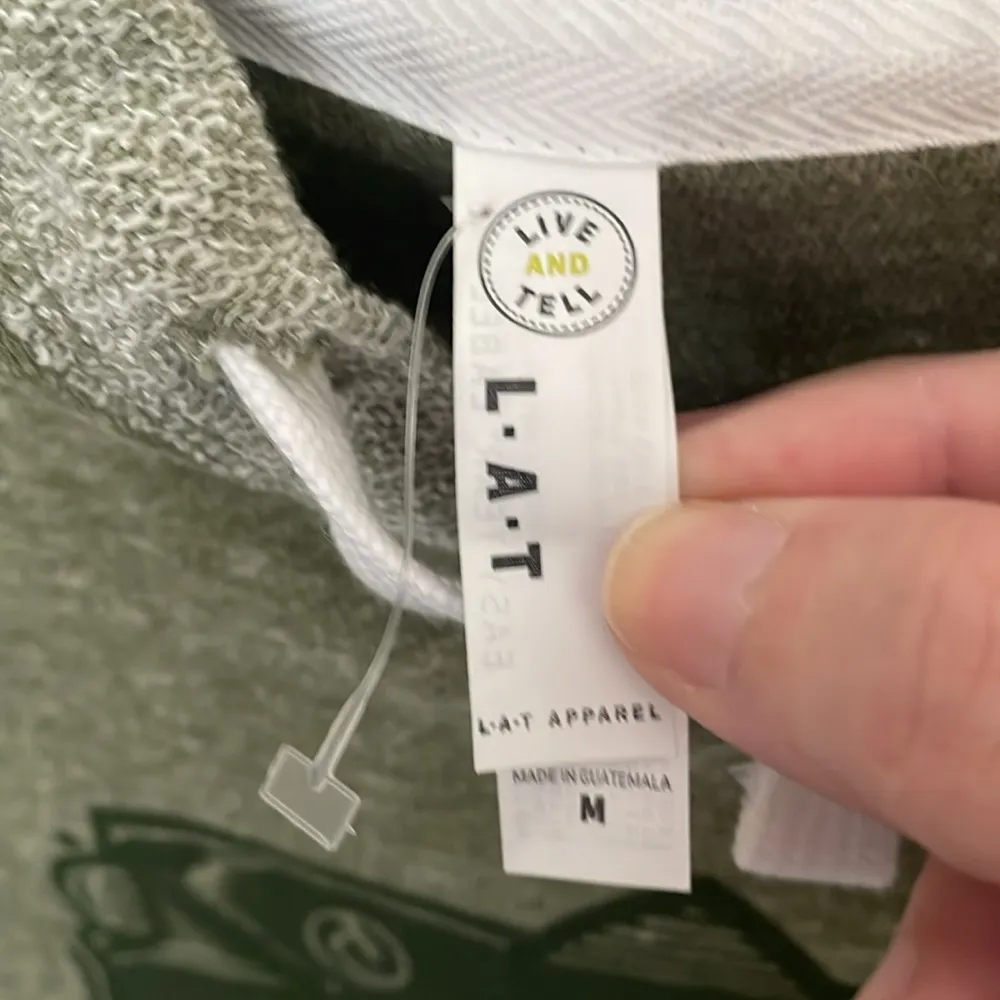 LIVE
AND
TELL
L·A·T
L·A·T APPAREL
MADE IN GUATEMALA
M